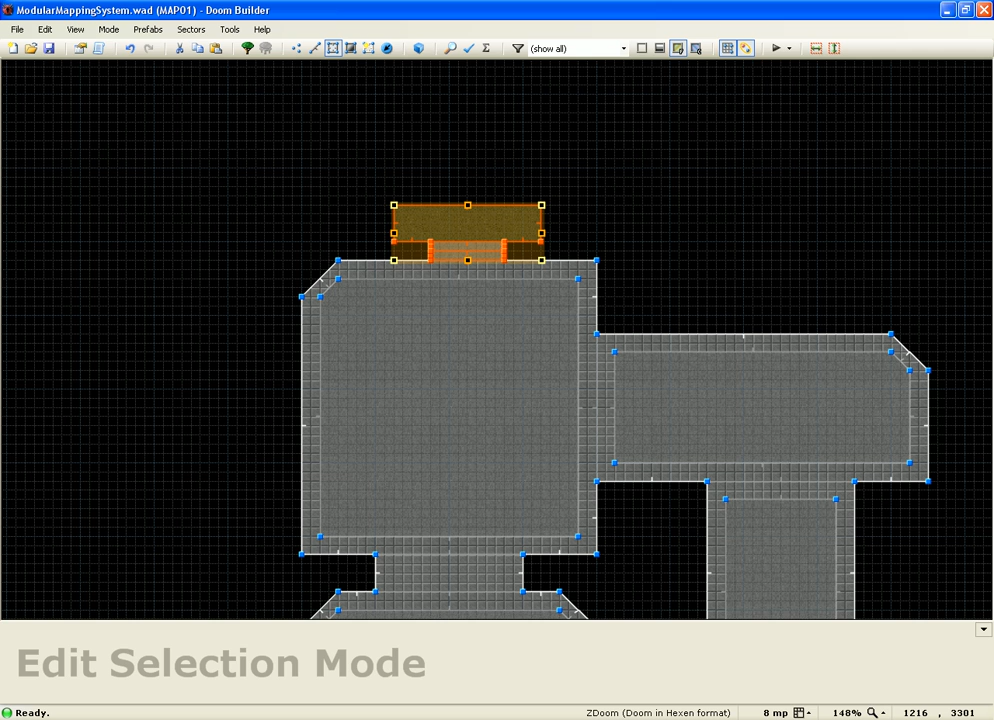 ModularMappingSystem.wad (MAP01) - Doom Builder
File Edit View Mode Prefabs Sectors Tools Help
(show all)
Edit Selection Mode
Ready. ZDoom (Doom in Hexen format) 8 mp 148% 1216 , 3301